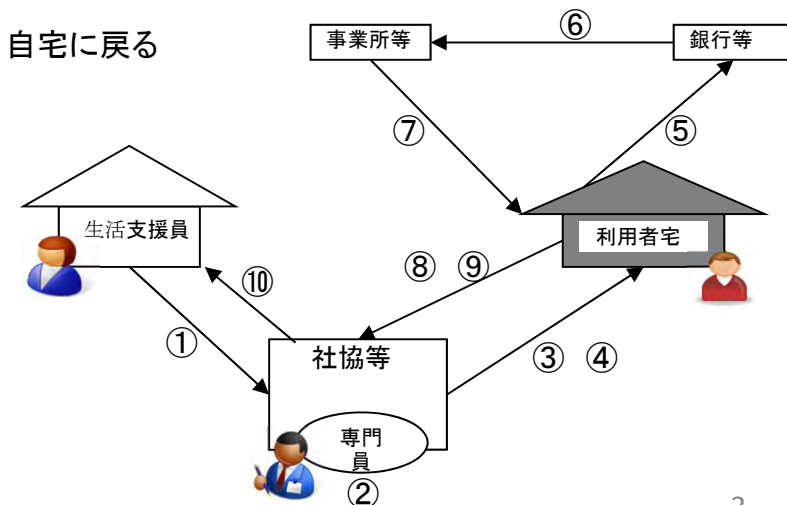 自宅に戻る
事業所等
⑥
銀行等
⑦
⑤
生活支援員
利用者宅
⑧ ⑨
⑩
①
社協等
③ ④
専門
員
②